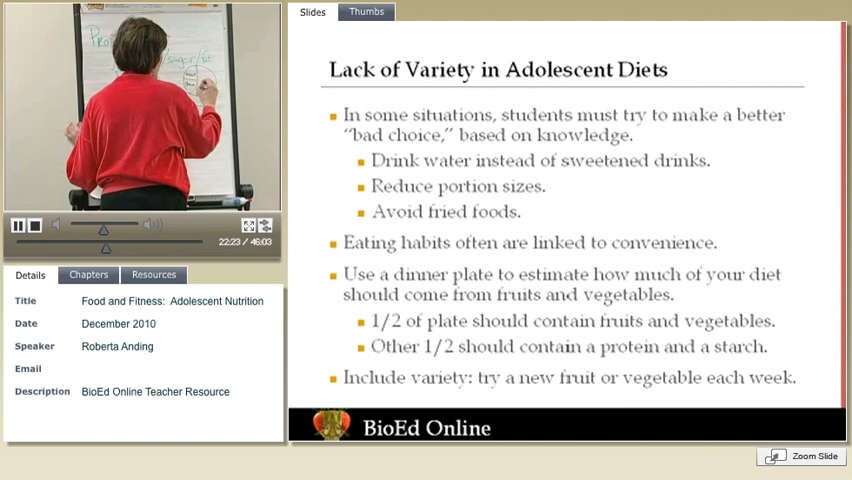 Slides
Thumbs
/sugar/fat
Lack of Variety in Adolescent Diets
In some situations, students must try to make a better
“bad choice,” based on knowledge.
Drink water instead of sweetened drinks.
Reduce portion sizes.
Avoid fried foods.
Eating habits often are linked to convenience.
Use a dinner plate to estimate how much of your diet
should come from fruits and vegetables.
1/2 of plate should contain fruits and vegetables.
Other 1/2 should contain a protein and a starch.
Include variety: try a new fruit or vegetable each week.
BioEd Online
Zoom Slide
22:23 / 46:03
Details
Chapters
Resources
Title Food and Fitness: Adolescent Nutrition
Date December 2010
Speaker Roberta Anding
Email
Description BioEd Online Teacher Resource